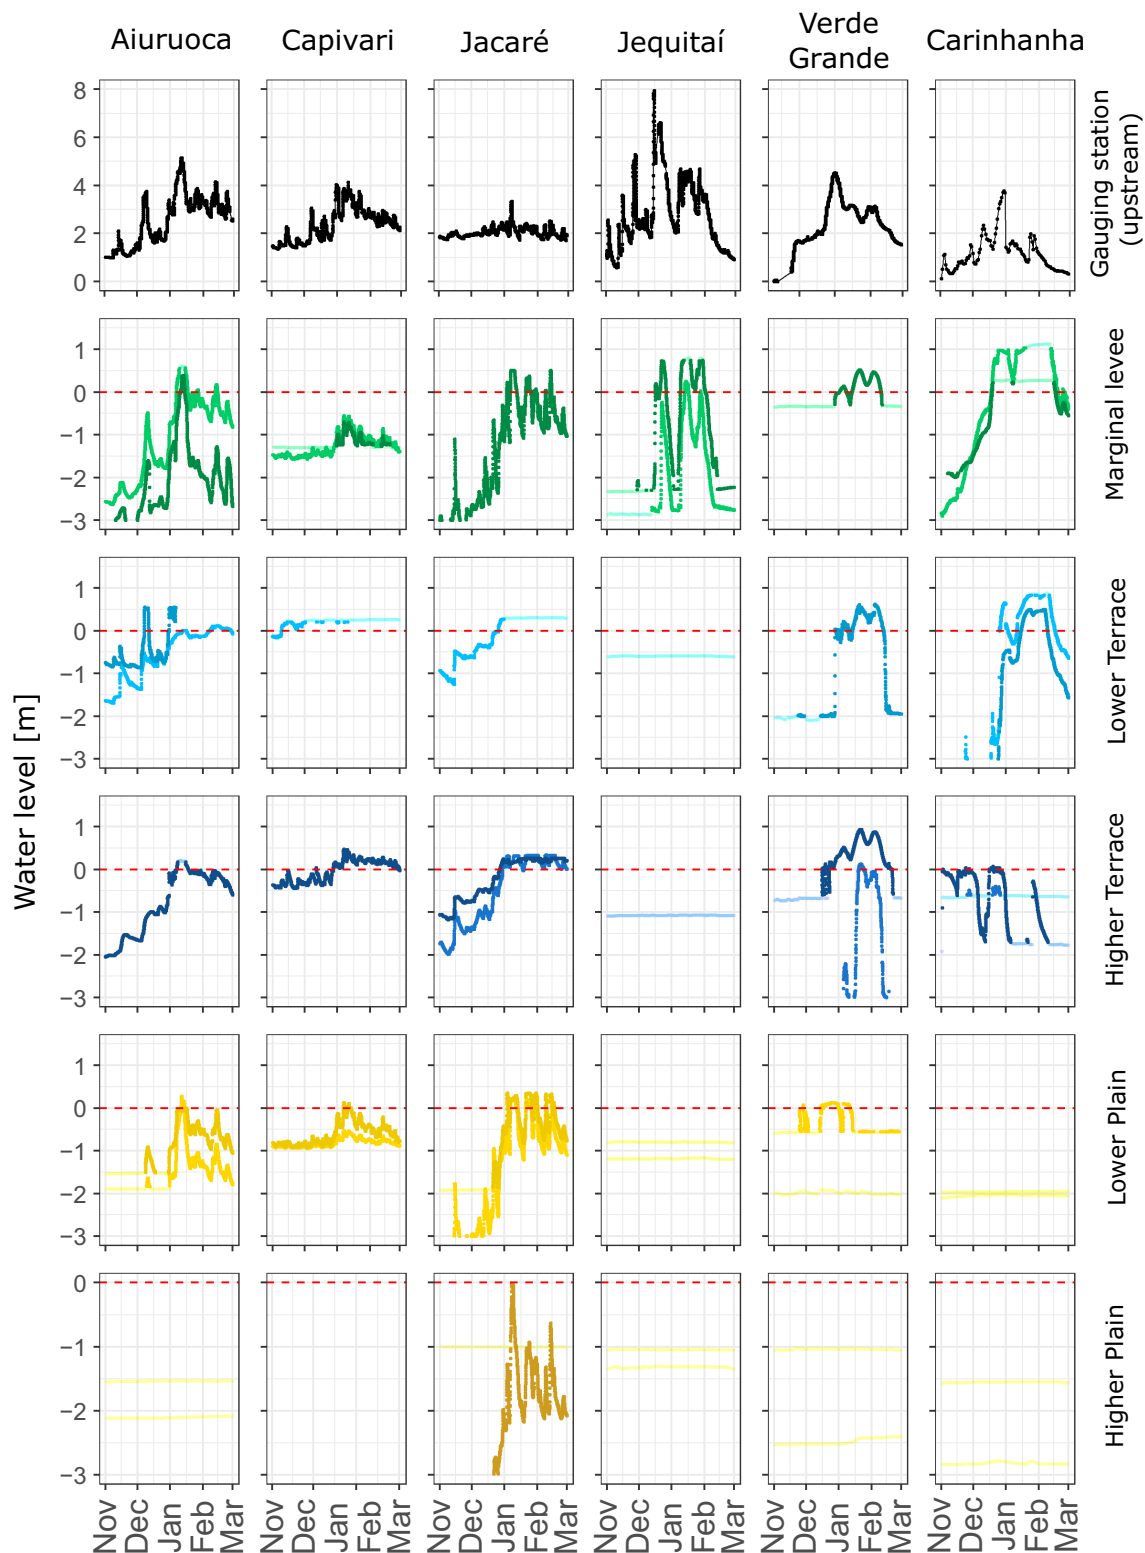 Aiuruoca Capivari Jacaré Jequitaí Verde Grande Carinhanha
8
6
4
2
0
Gauging station
(upstream)
1
0
−1
−2
−3
Marginal levee
1
0
−1
−2
−3
Lower Terrace
Water level [m]
1
0
−1
−2
−3
Higher Terrace
1
0
−1
−2
−3
Lower Plain
0
−1
−2
−3
Higher Plain
Nov Dec Jan Feb Mar Nov Dec Jan Feb Mar Nov Dec Jan Feb Mar Nov Dec Jan Feb Mar Nov Dec Jan Feb Mar Nov Dec Jan Feb Mar